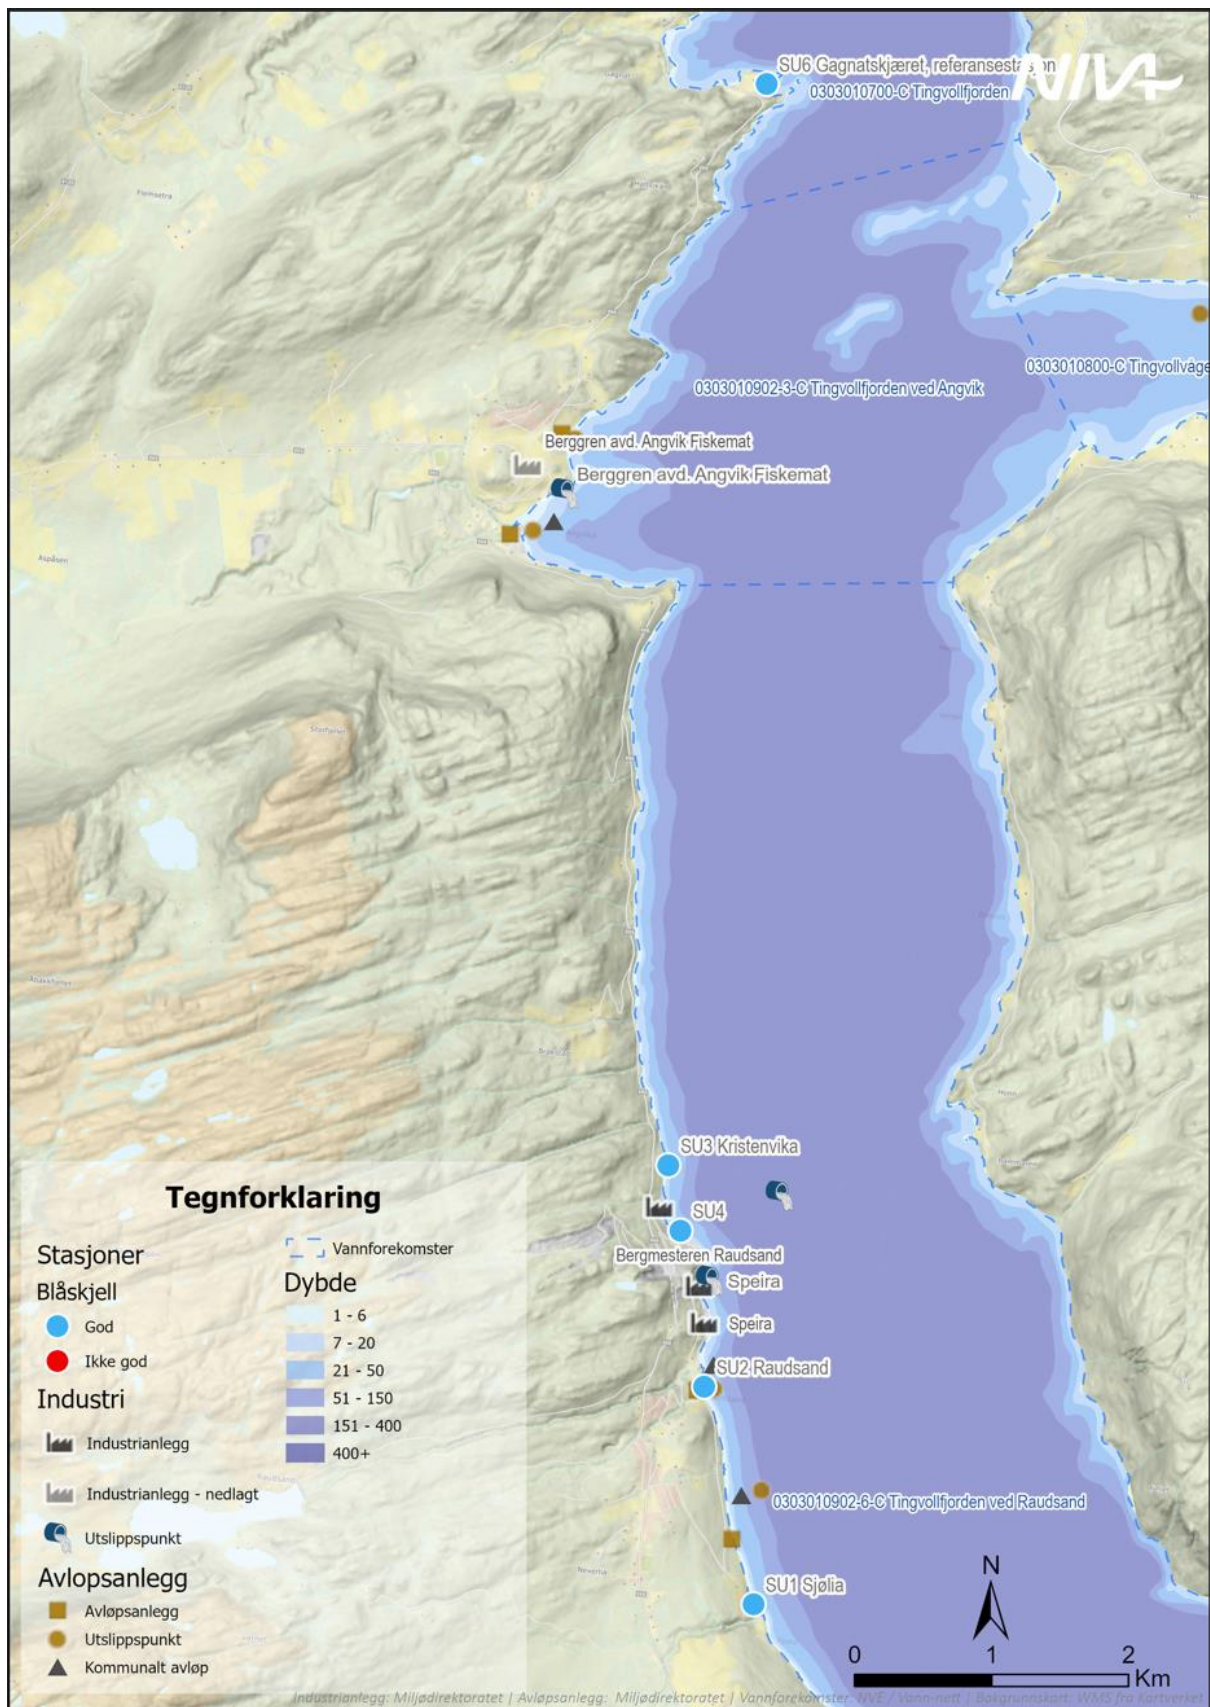 SU6 Gagnatskjæret, referansestasjon
NIVA
0303010700-C Tingvollfjorden
Flemsetra
0303010800-C Tingvollvåge
0303010902-3-C Tingvollfjorden ved Angvik
Berggren avd. Angvik Fiskemat
Berggren avd. Angvik Fiskemat
Aspåsen
SU3 Kristenvika
SU4
Bergmesteren Raudsand
Speira
Speira
SU2 Raudsand
0303010902-6-C Tingvollfjorden ved Raudsand
SU1 Sjølia
Tegnforklaring
Stasjoner
Blåskjell
God
Ikke god
Industri
Industrianlegg
Industrianlegg - nedlagt
Utslippspunkt
Avlopsanlegg
Avløpsanlegg
Utslippspunkt
Kommunalt avløp
Vannforekomster
Dybde
1 - 6
7 - 20
21 - 50
51 - 150
151 - 400
400+
N
0 1 2
Km
Industrianlegg: Miljødirektoratet | Avløpsanlegg: Miljødirektoratet | Vannforekomster: NVE / Vann-nett | Bakgrunnskart: WMS fra Kartverket